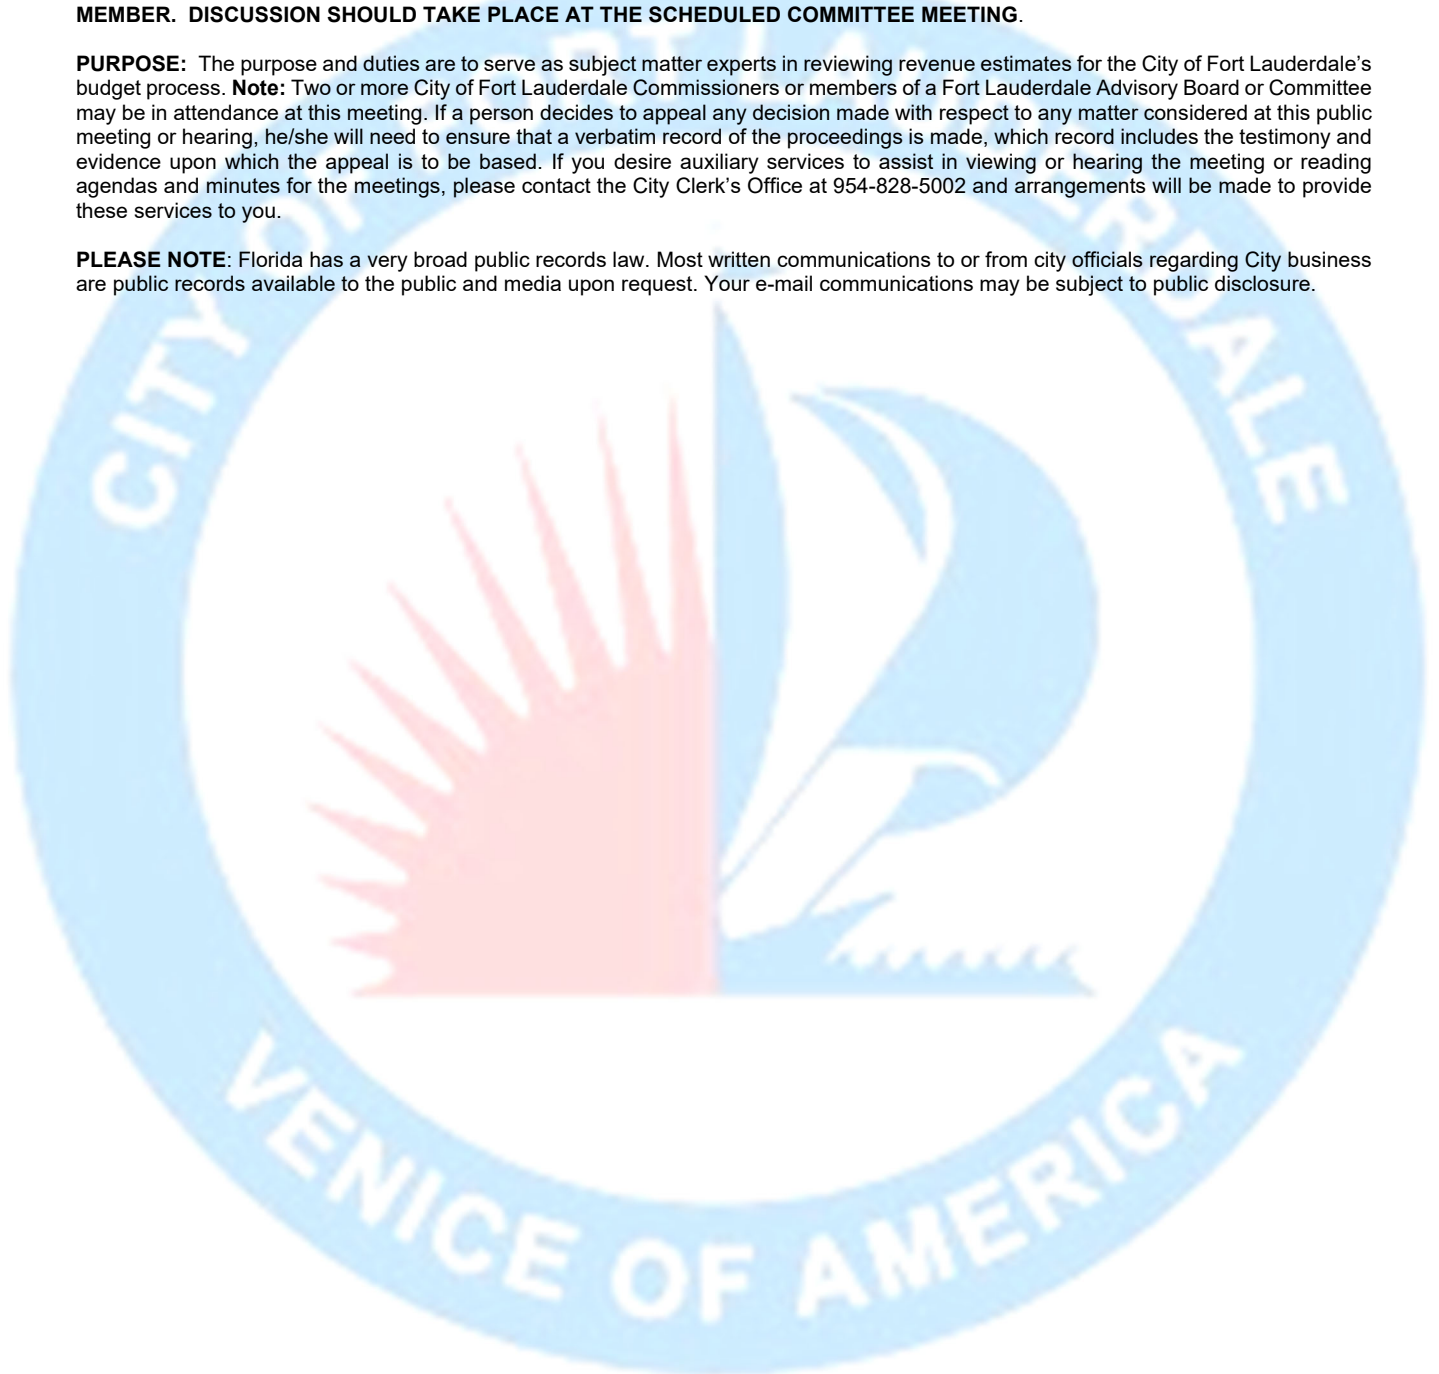 MEMBER. DISCUSSION SHOULD TAKE PLACE AT THE SCHEDULED COMMITTEE MEETING.
PURPOSE: The purpose and duties are to serve as subject matter experts in reviewing revenue estimates for the City of Fort Lauderdale’s
budget process. Note: Two or more City of Fort Lauderdale Commissioners or members of a Fort Lauderdale Advisory Board or Committee
may be in attendance at this meeting. If a person decides to appeal any decision made with respect to any matter considered at this public
meeting or hearing, he/she will need to ensure that a verbatim record of the proceedings is made, which record includes the testimony and
evidence upon which the appeal is to be based. If you desire auxiliary services to assist in viewing or hearing the meeting or reading
agendas and minutes for the meetings, please contact the City Clerk’s Office at 954-828-5002 and arrangements will be made to provide
these services to you.
PLEASE NOTE: Florida has a very broad public records law. Most written communications to or from city officials regarding City business
are public records available to the public and media upon request. Your e-mail communications may be subject to public disclosure.
CITY OF FORT LAUDERDALE
VENICE OF AMERICA